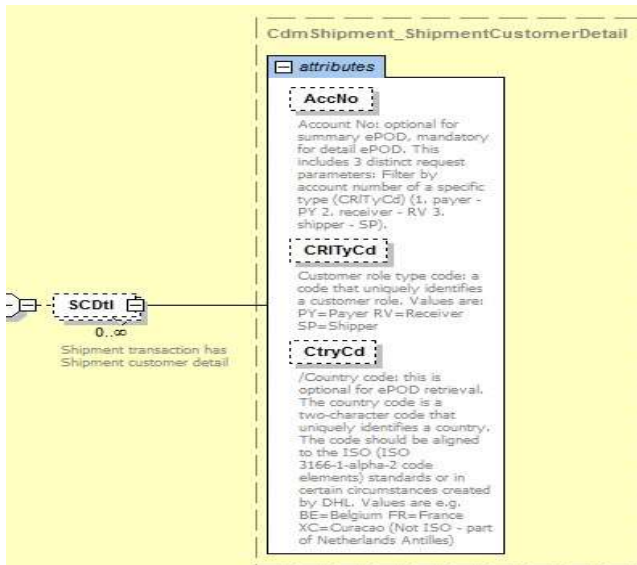 CdmShipment_ShipmentCustomerDetail
attributes
AccNo
Account No: optional for
summary ePOD, mandatory
for detail ePOD. This
includes 3 distinct request
parameters: Filter by
account number of a specific
type (CRlTyCd) (1. payer -
PY 2. receiver - RV 3.
shipper - SP).
CRlTyCd
Customer role type code: a
code that uniquely identifies
a customer role. Values are:
PY=Payer RV=Receiver
SP=Shipper
SCDtl
0..∞
Shipment transaction has
Shipment customer detail
CtryCd
/Country code: this is
optional for ePOD retrieval.
The country code is a
two-character code that
uniquely identifies a country.
The code should be aligned
to the ISO (ISO
3166-1-alpha-2 code
elements) standards or in
certain circumstances created
by DHL. Values are e.g.
BE=Belgium FR=France
XC=Curacao (Not ISO - part
of Netherlands Antilles)